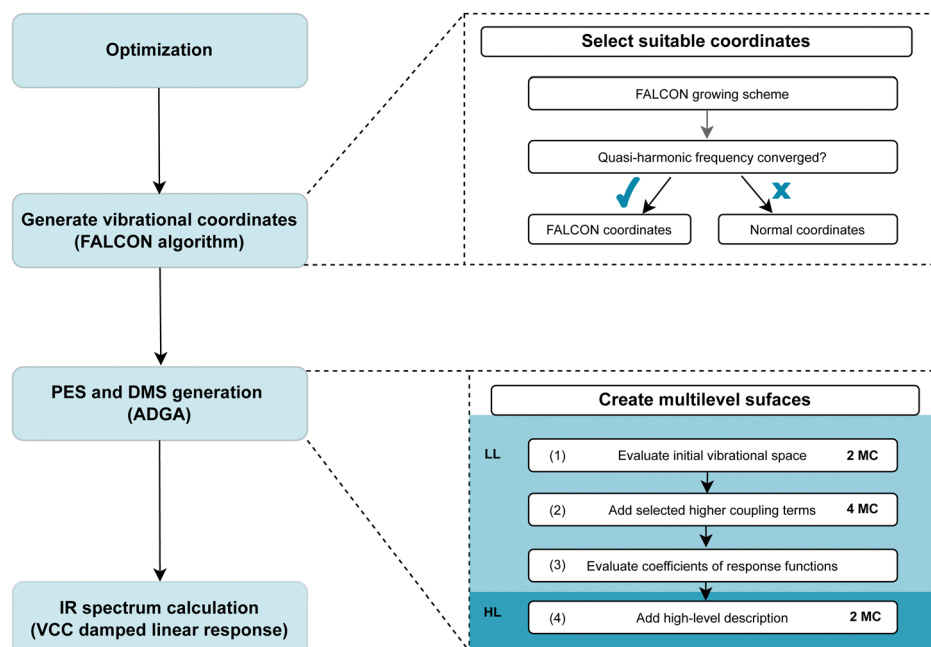 Optimization
Generate vibrational coordinates
(FALCON algorithm)
PES and DMS generation
(ADGA)
IR spectrum calculation
(VCC damped linear response)
Select suitable coordinates
FALCON growing scheme
Quasi-harmonic frequency converged?
FALCON coordinates
Normal coordinates
Create multilevel sufaces
LL
(1) Evaluate initial vibrational space 2 MC
(2) Add selected higher coupling terms 4 MC
(3) Evaluate coefficients of response functions
HL
(4) Add high-level description 2 MC